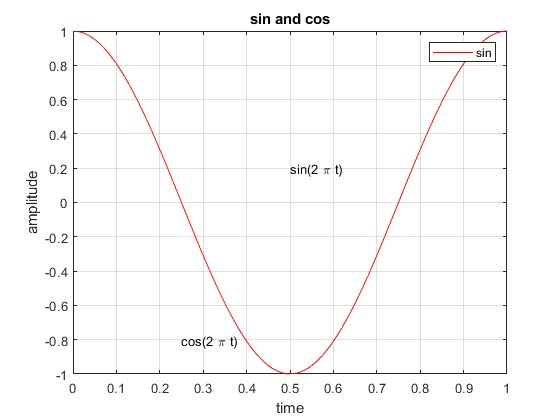 sin and cos
1
sin
0.8
0.6
0.4
sin(2 π t)
0.2
amplitude
0
-0.2
-0.4
-0.6
cos(2 π t)
-0.8
-1
0 0.1 0.2 0.3 0.4 0.5 0.6 0.7 0.8 0.9 1
time